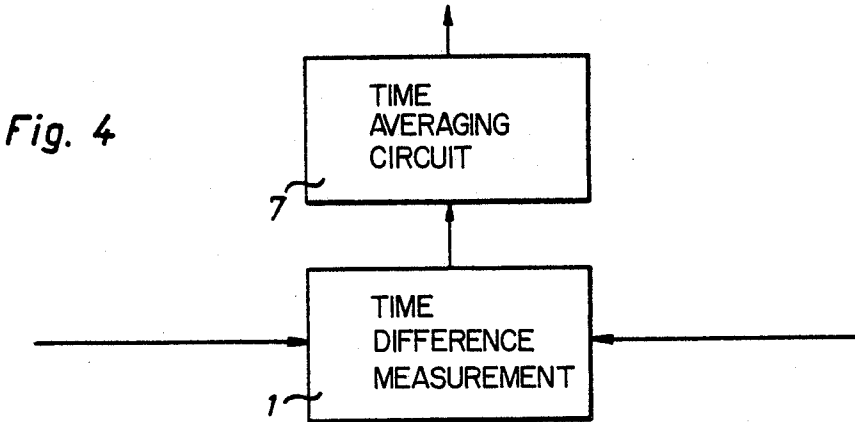 Fig. 4
TIME
AVERAGING
CIRCUIT
7
TIME
DIFFERENCE
MEASUREMENT
1